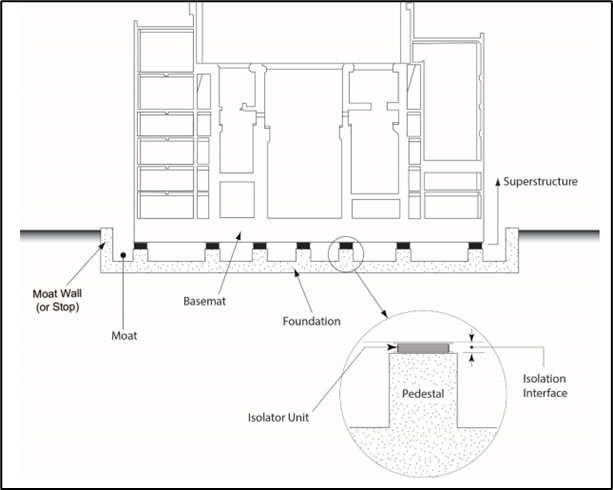 Superstructure
Moat Wall
(or Stop)
Basemat
Moat
Foundation
Isolator Unit
Pedestal
Isolation
Interface